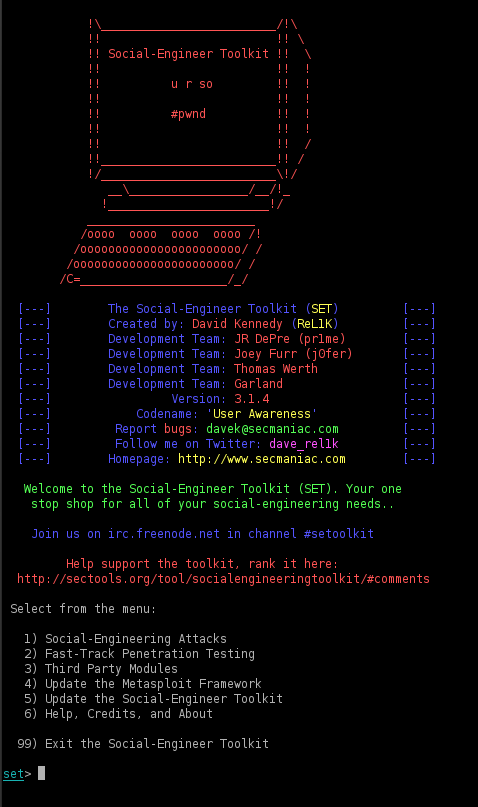 !\_________________________/!\
!! !! \
!! Social-Engineer Toolkit !! \
!! !! !
!! u r so !! !
!! !! !
!! #pwnd !! !
!! !! !
!! !! /
!!_________________________!! /
!/_________________________\!/
__\_________________/__/!_
!_______________________!/
________________________
/oooo oooo oooo oooo /!
/ooooooooooooooooooooooo/ /
/ooooooooooooooooooooooo/ /
/C=_____________________/_/
[---] The Social-Engineer Toolkit (SET) [---]
[---] Created by: David Kennedy (ReL1K) [---]
[---] Development Team: JR DePre (pr1me) [---]
[---] Development Team: Joey Furr (j0fer) [---]
[---] Development Team: Thomas Werth [---]
[---] Development Team: Garland [---]
[---] Version: 3.1.4 [---]
[---] Codename: 'User Awareness' [---]
[---] Report bugs: davek@secmaniac.com [---]
[---] Follow me on Twitter: dave_rel1k [---]
[---] Homepage: http://www.secmaniac.com [---]
Welcome to the Social-Engineer Toolkit (SET). Your one
stop shop for all of your social-engineering needs..
Join us on irc.freenode.net in channel #setoolkit
Help support the toolkit, rank it here:
http://sectools.org/tool/socialengineeringtoolkit/#comments
Select from the menu:
1) Social-Engineering Attacks
2) Fast-Track Penetration Testing
3) Third Party Modules
4) Update the Metasploit Framework
5) Update the Social-Engineer Toolkit
6) Help, Credits, and About
99) Exit the Social-Engineer Toolkit
set>